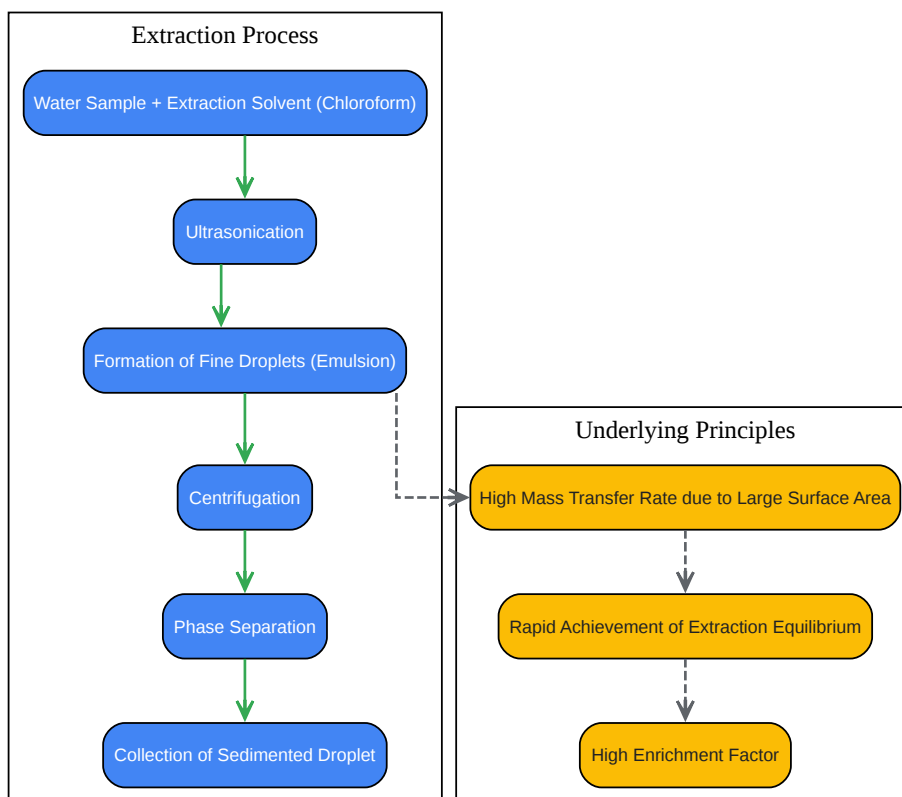 Extraction Process
Water Sample + Extraction Solvent (Chloroform)
Ultrasonication
Formation of Fine Droplets (Emulsion)
Centrifugation
Phase Separation
Collection of Sedimented Droplet
Underlying Principles
High Mass Transfer Rate due to Large Surface Area
Rapid Achievement of Extraction Equilibrium
High Enrichment Factor